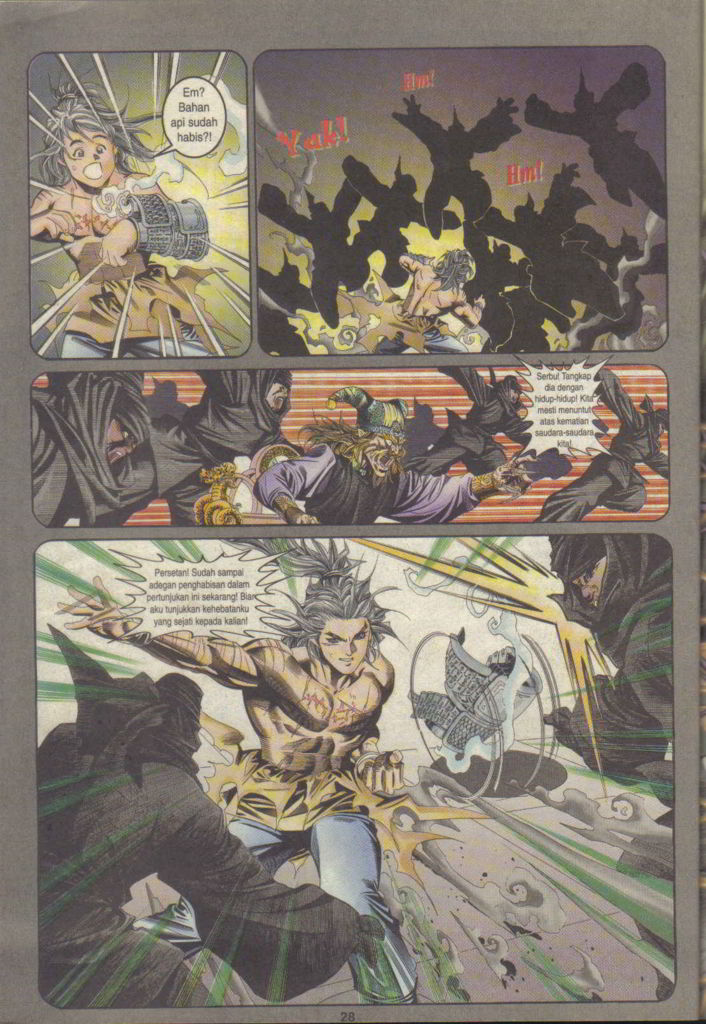 Em?
Bahan
api sudah
habis?!
Yak!
Hm!
Hm!
Serbu! Tangkap
dia dengan
hidup-hidup! Kita
mesti menuntut
atas kematian
saudara-saudara
kita!
Persetan! Sudah sampai
adegan penghabisan dalam
pertunjukan ini sekarang! Biar
aku tunjukkan kehebatanku
yang sejati kepada kalian!
28